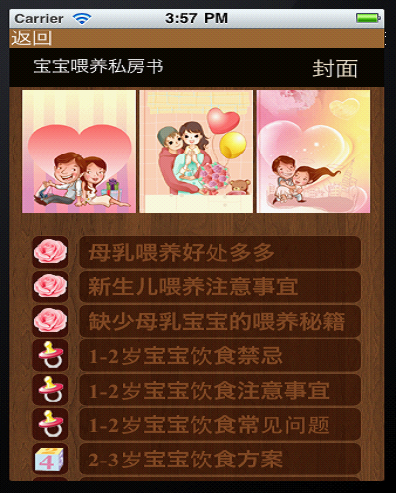 Carrier 3:57 PM
返回
宝宝喂养私房书 封面
母乳喂养好处多多
新生儿喂养注意事宜
缺少母乳宝宝的喂养秘籍
1-2岁宝宝饮食禁忌
1-2岁宝宝饮食注意事宜
1-2岁宝宝饮食常见问题
4
2-3岁宝宝饮食方案